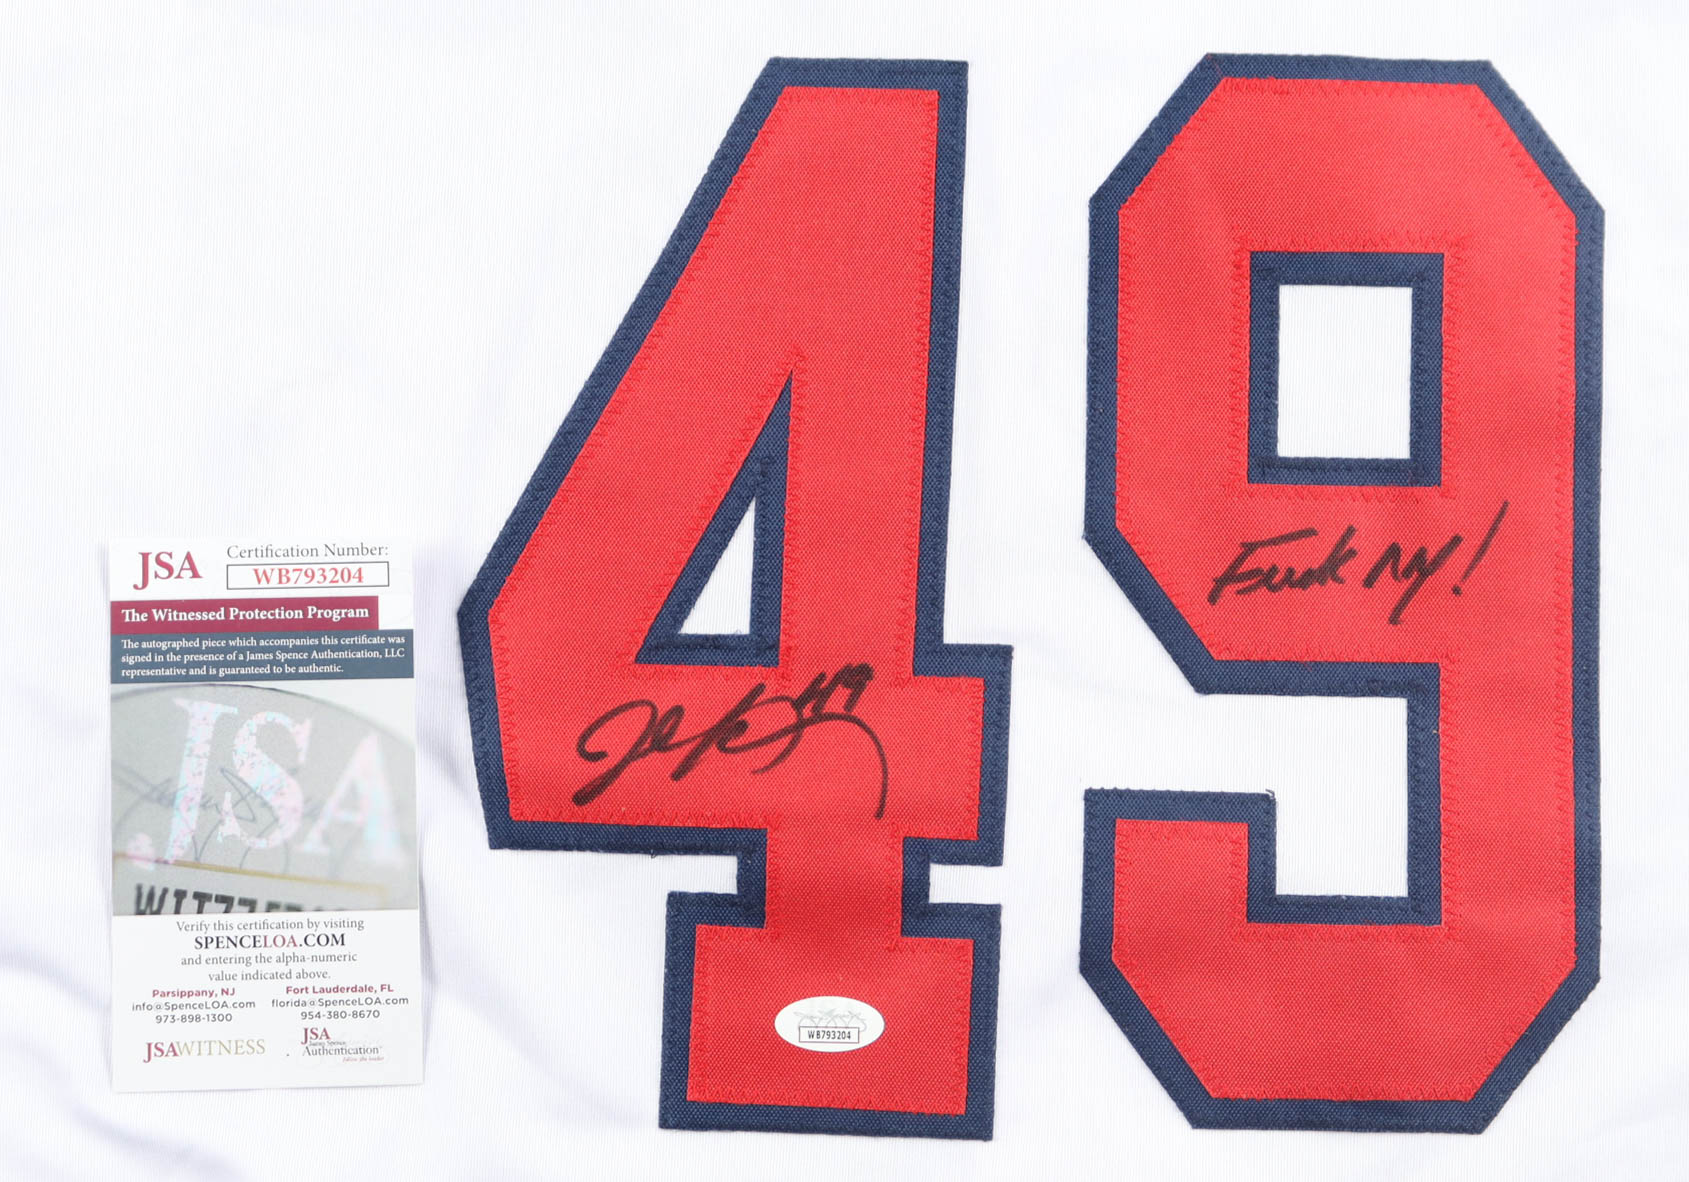 49
Fuck NY!
#49
JSA
Certification Number:
WB793204
The Witnessed Protection Program
The autographed piece which accompanies this certificate was
signed in the presence of a James Spence Authentication, LLC
representative and is guaranteed to be authentic.
JSA
Verify this certification by visiting
SPENCELOA.COM
and entering the alpha-numeric
value indicated above.
Parsippany, NJ
info@SpenceLOA.com
973-898-1300
Fort Lauderdale, FL
florida@SpenceLOA.com
954-380-8670
JSAWITNESS
JSA
James Spence
Authentication
WB793204